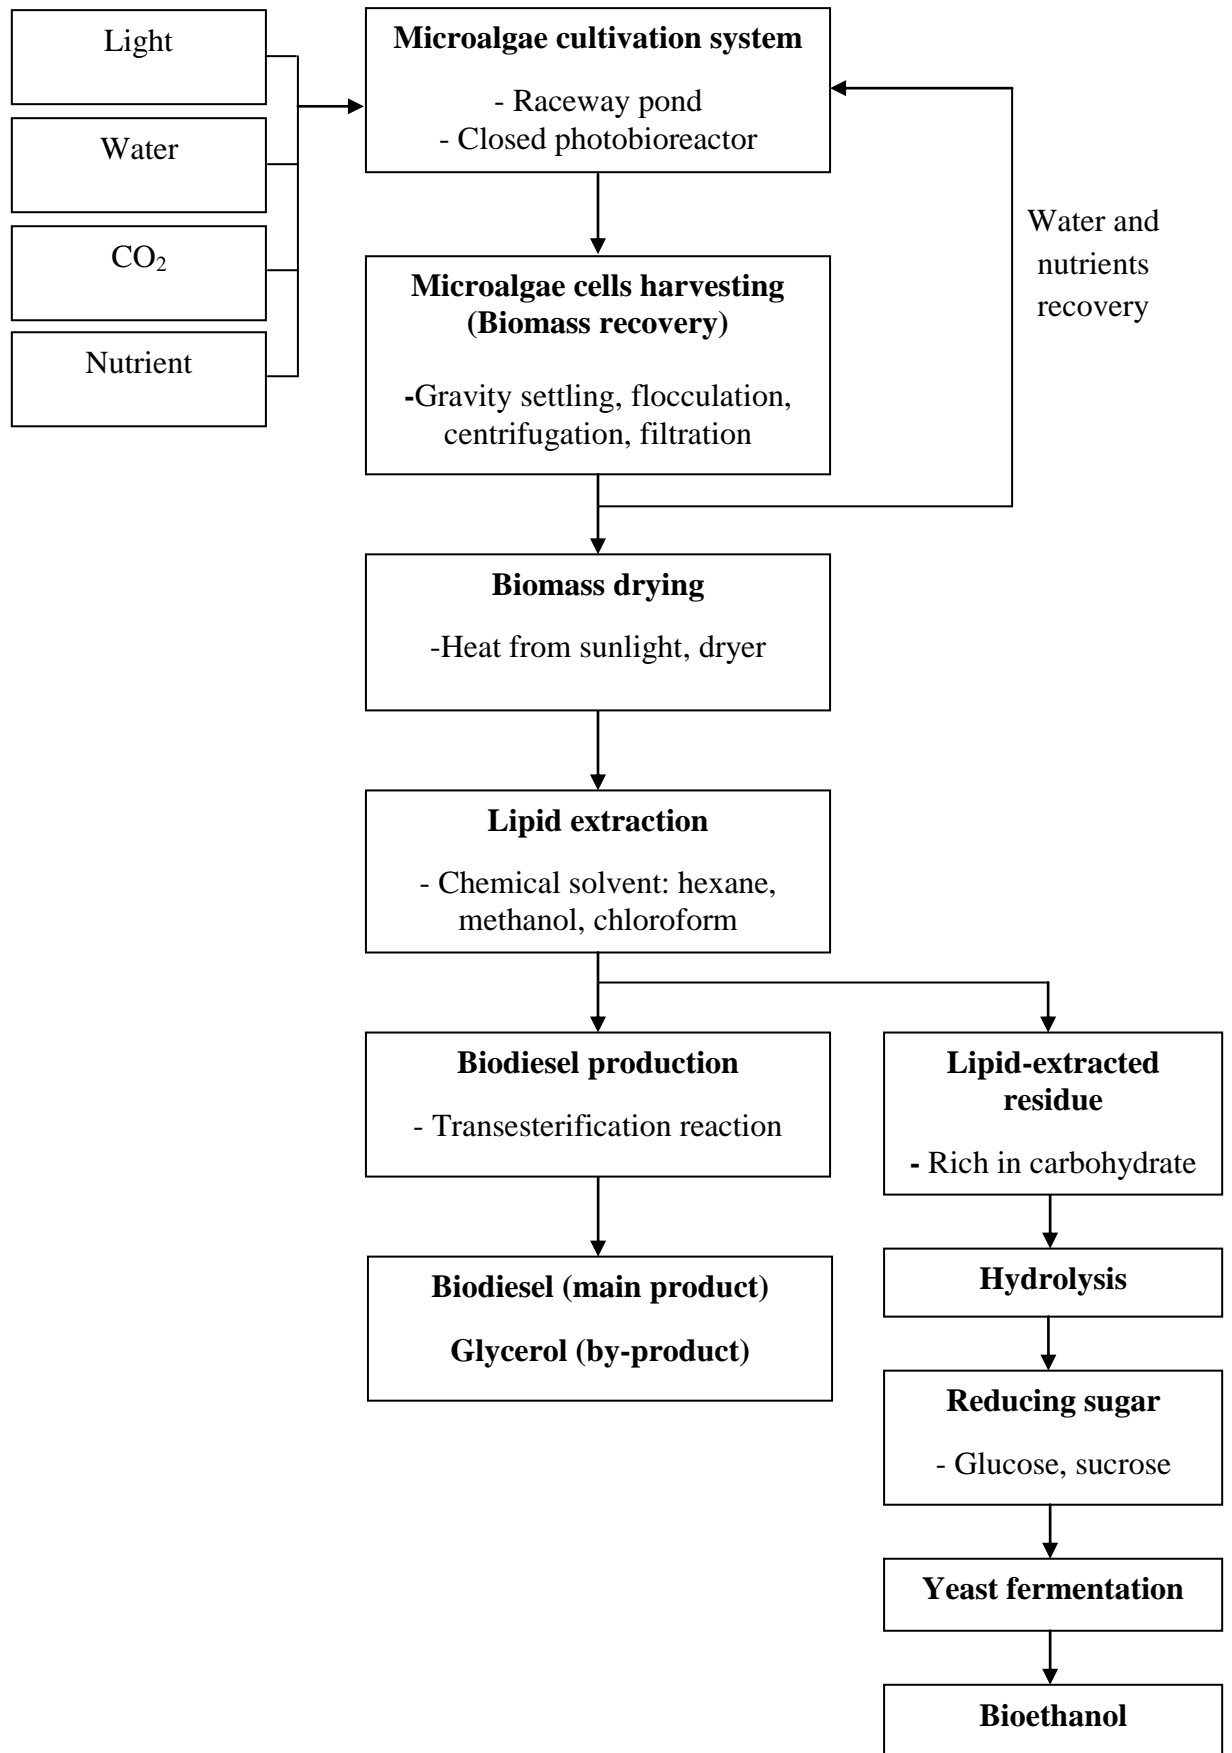 Light
Water
CO₂
Nutrient
Microalgae cultivation system
- Raceway pond
- Closed photobioreactor
Water and
nutrients
recovery
Microalgae cells harvesting
(Biomass recovery)
-Gravity settling, flocculation,
centrifugation, filtration
Biomass drying
-Heat from sunlight, dryer
Lipid extraction
- Chemical solvent: hexane,
methanol, chloroform
Biodiesel production
- Transesterification reaction
Biodiesel (main product)
Glycerol (by-product)
Lipid-extracted
residue
- Rich in carbohydrate
Hydrolysis
Reducing sugar
- Glucose, sucrose
Yeast fermentation
Bioethanol